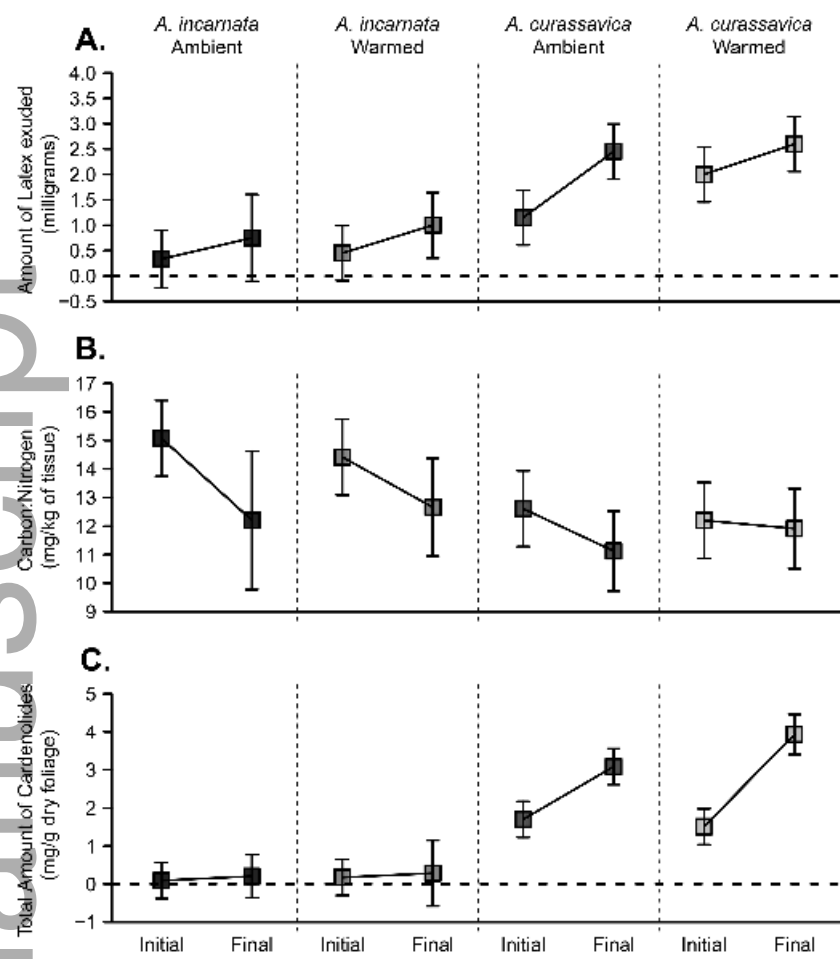 A. incarnata A. incarnata A. curassavica A. curassavica
Ambient Warmed Ambient Warmed
A.
Amount of Latex exuded
(milligrams)
4.0
3.5
3.0
2.5
2.0
1.5
1.0
0.5
0.0
−0.5
B.
Carbon:Nitrogen
(mg/kg of tissue)
17
16
15
14
13
12
11
10
9
C.
Total Amount of Cardenolides
(mg/g dry foliage)
5
4
3
2
1
0
−1
Initial Final Initial Final Initial Final Initial Final